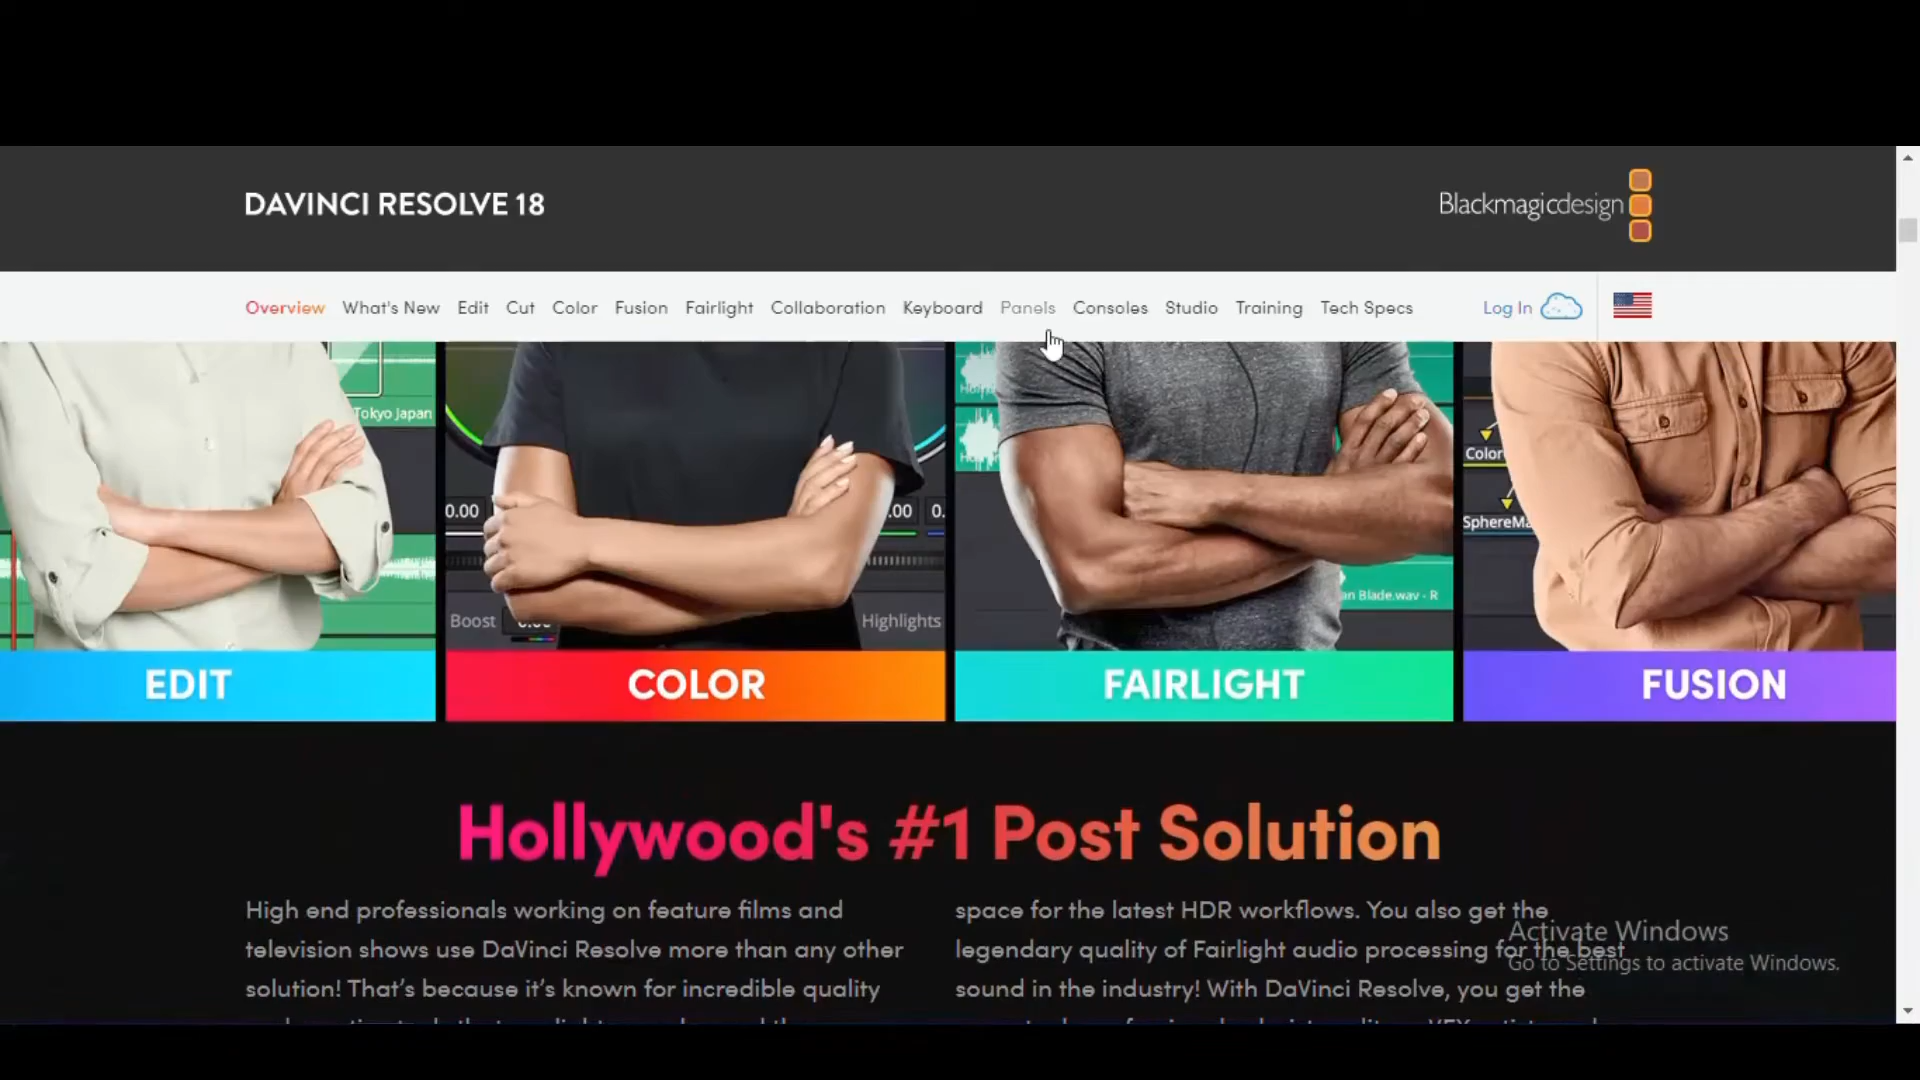 DAVINCI RESOLVE 18
Blackmagicdesign
Overview What's New Edit Cut Color Fusion Fairlight Collaboration Keyboard Panels Consoles Studio Training Tech Specs Log In
Tokyo Japan
0.00
.00
0.
Boost
Highlights
an Blade.wav - R
Color
SphereMa
EDIT
COLOR
FAIRLIGHT
FUSION
Hollywood's #1 Post Solution
High end professionals working on feature films and
television shows use DaVinci Resolve more than any other
solution! That's because it's known for incredible quality
space for the latest HDR workflows. You also get the
legendary quality of Fairlight audio processing for the best
sound in the industry! With DaVinci Resolve, you get the
Activate Windows
Go to Settings to activate Windows.